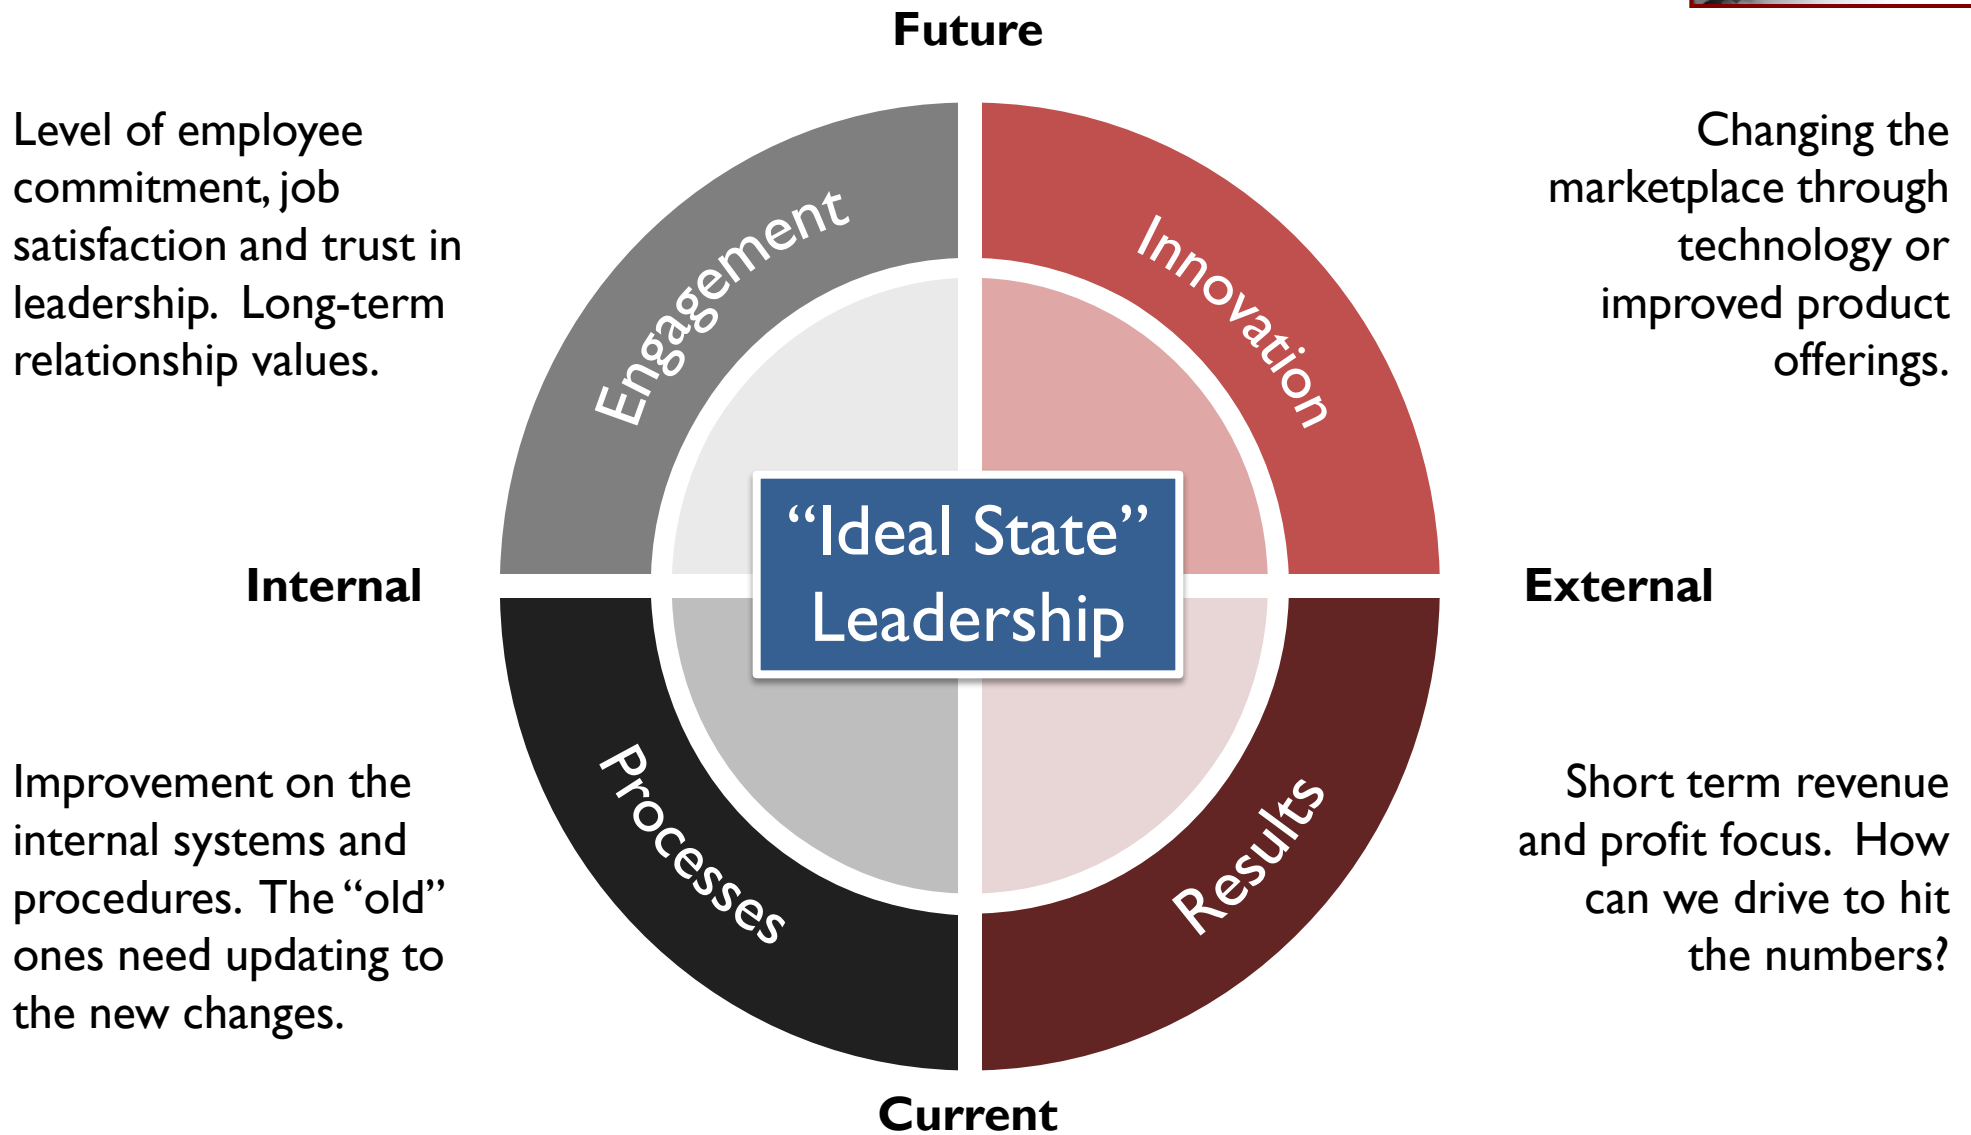 Future
Level of employee
commitment, job
satisfaction and trust in
leadership.  Long-term
relationship values.
Engagement
Innovation
Changing the
marketplace through
technology or
improved product
offerings.
Internal
“Ideal State”
Leadership
External
Improvement on the
internal systems and
procedures. The “old”
ones need updating to
the new changes.
Processes
Results
Short term revenue
and profit focus.  How
can we drive to hit
the numbers?
Current